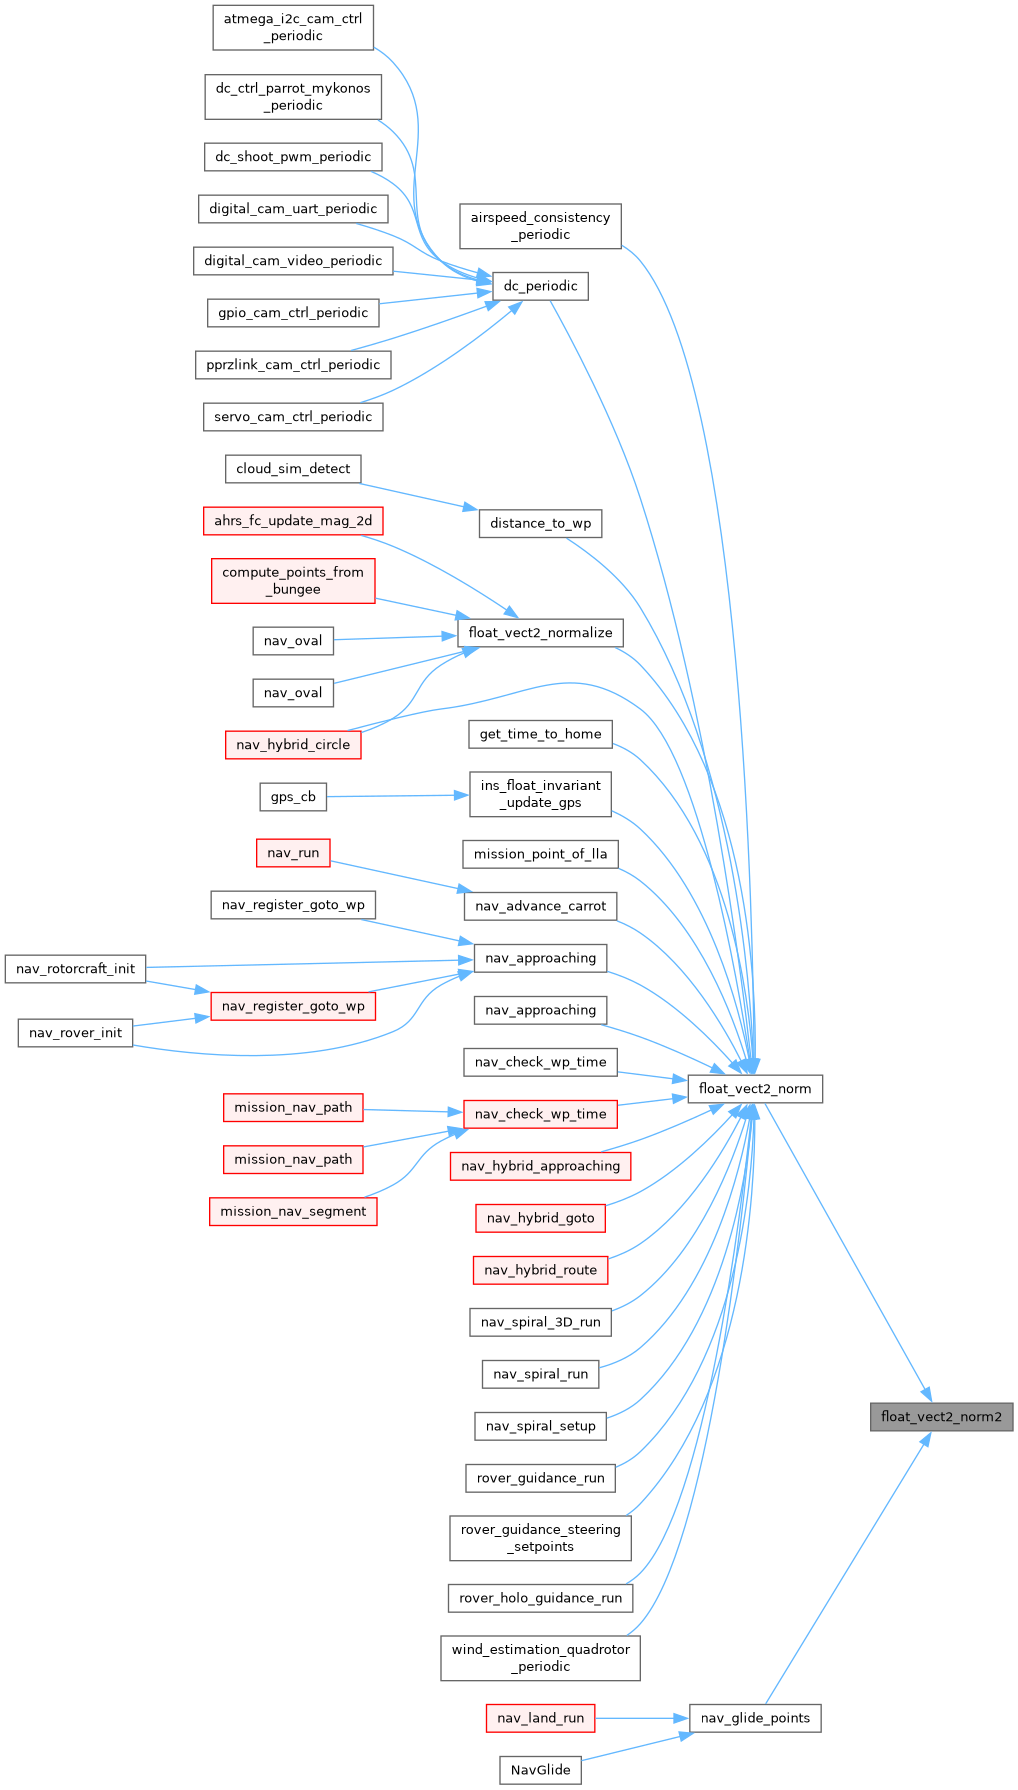 atmega_i2c_cam_ctrl
_periodic
dc_ctrl_parrot_mykonos
_periodic
dc_shoot_pwm_periodic
digital_cam_uart_periodic
airspeed_consistency
_periodic
digital_cam_video_periodic
dc_periodic
gpio_cam_ctrl_periodic
pprzlink_cam_ctrl_periodic
servo_cam_ctrl_periodic
cloud_sim_detect
ahrs_fc_update_mag_2d
distance_to_wp
compute_points_from
_bungee
nav_oval
float_vect2_normalize
nav_oval
nav_hybrid_circle
get_time_to_home
gps_cb
ins_float_invariant
_update_gps
nav_run
mission_point_of_lla
nav_register_goto_wp
nav_advance_carrot
nav_rotorcraft_init
nav_approaching
nav_register_goto_wp
nav_approaching
nav_rover_init
nav_check_wp_time
float_vect2_norm
mission_nav_path
nav_check_wp_time
mission_nav_path
nav_hybrid_approaching
mission_nav_segment
nav_hybrid_goto
nav_hybrid_route
nav_spiral_3D_run
nav_spiral_run
nav_spiral_setup
float_vect2_norm2
rover_guidance_run
rover_guidance_steering
_setpoints
rover_holo_guidance_run
wind_estimation_quadrotor
_periodic
nav_land_run
nav_glide_points
NavGlide